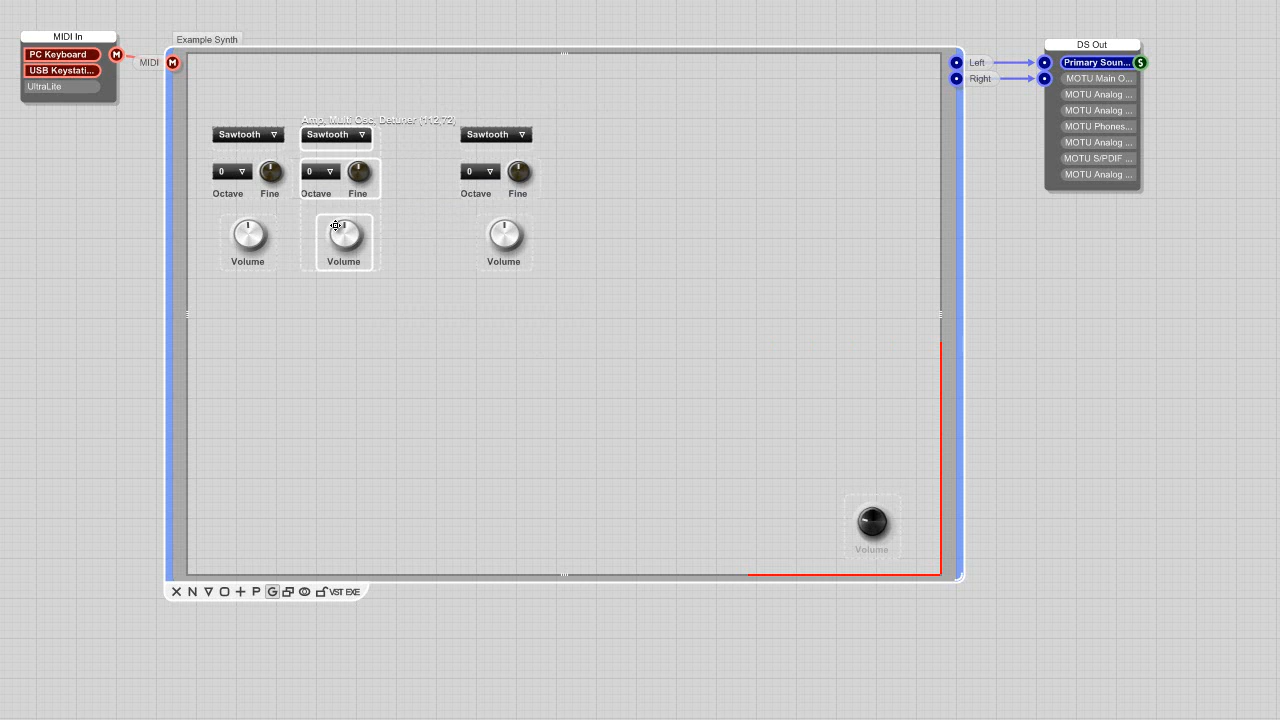 MIDI In
PC Keyboard
USB Keystati...
UltraLite
M
MIDI
M
Example Synth
Amp, Multi Osc, Detuner (112,72)
Sawtooth
Sawtooth
Sawtooth
0
0
0
Octave Fine
Octave Fine
Octave Fine
Volume
Volume
Volume
Volume
N P G VST EXE
Left
Right
DS Out
Primary Soun...
S
MOTU Main O...
MOTU Analog ...
MOTU Analog ...
MOTU Phones...
MOTU Analog ...
MOTU S/PDIF ...
MOTU Analog ...